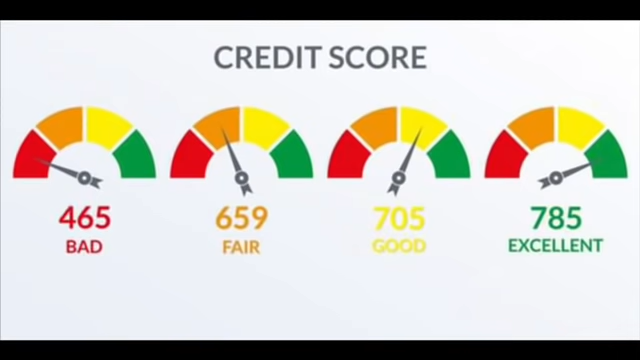 CREDIT SCORE
465
BAD
659
FAIR
705
GOOD
785
EXCELLENT